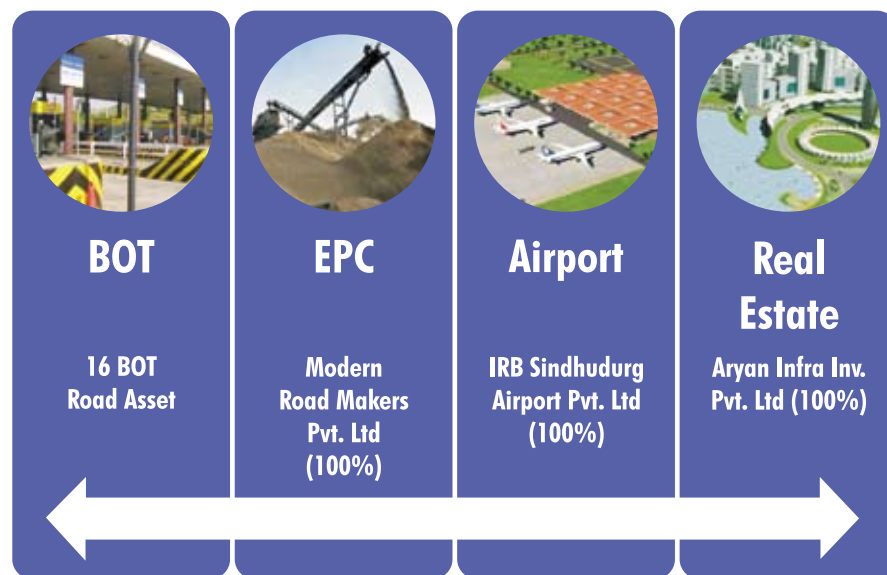 BOT
16 BOT
Road Asset
EPC
Modern
Road Makers
Pvt. Ltd
(100%)
Airport
IRB Sindhudurg
Airport Pvt. Ltd
(100%)
Real
Estate
Aryan Infra Inv.
Pvt. Ltd (100%)